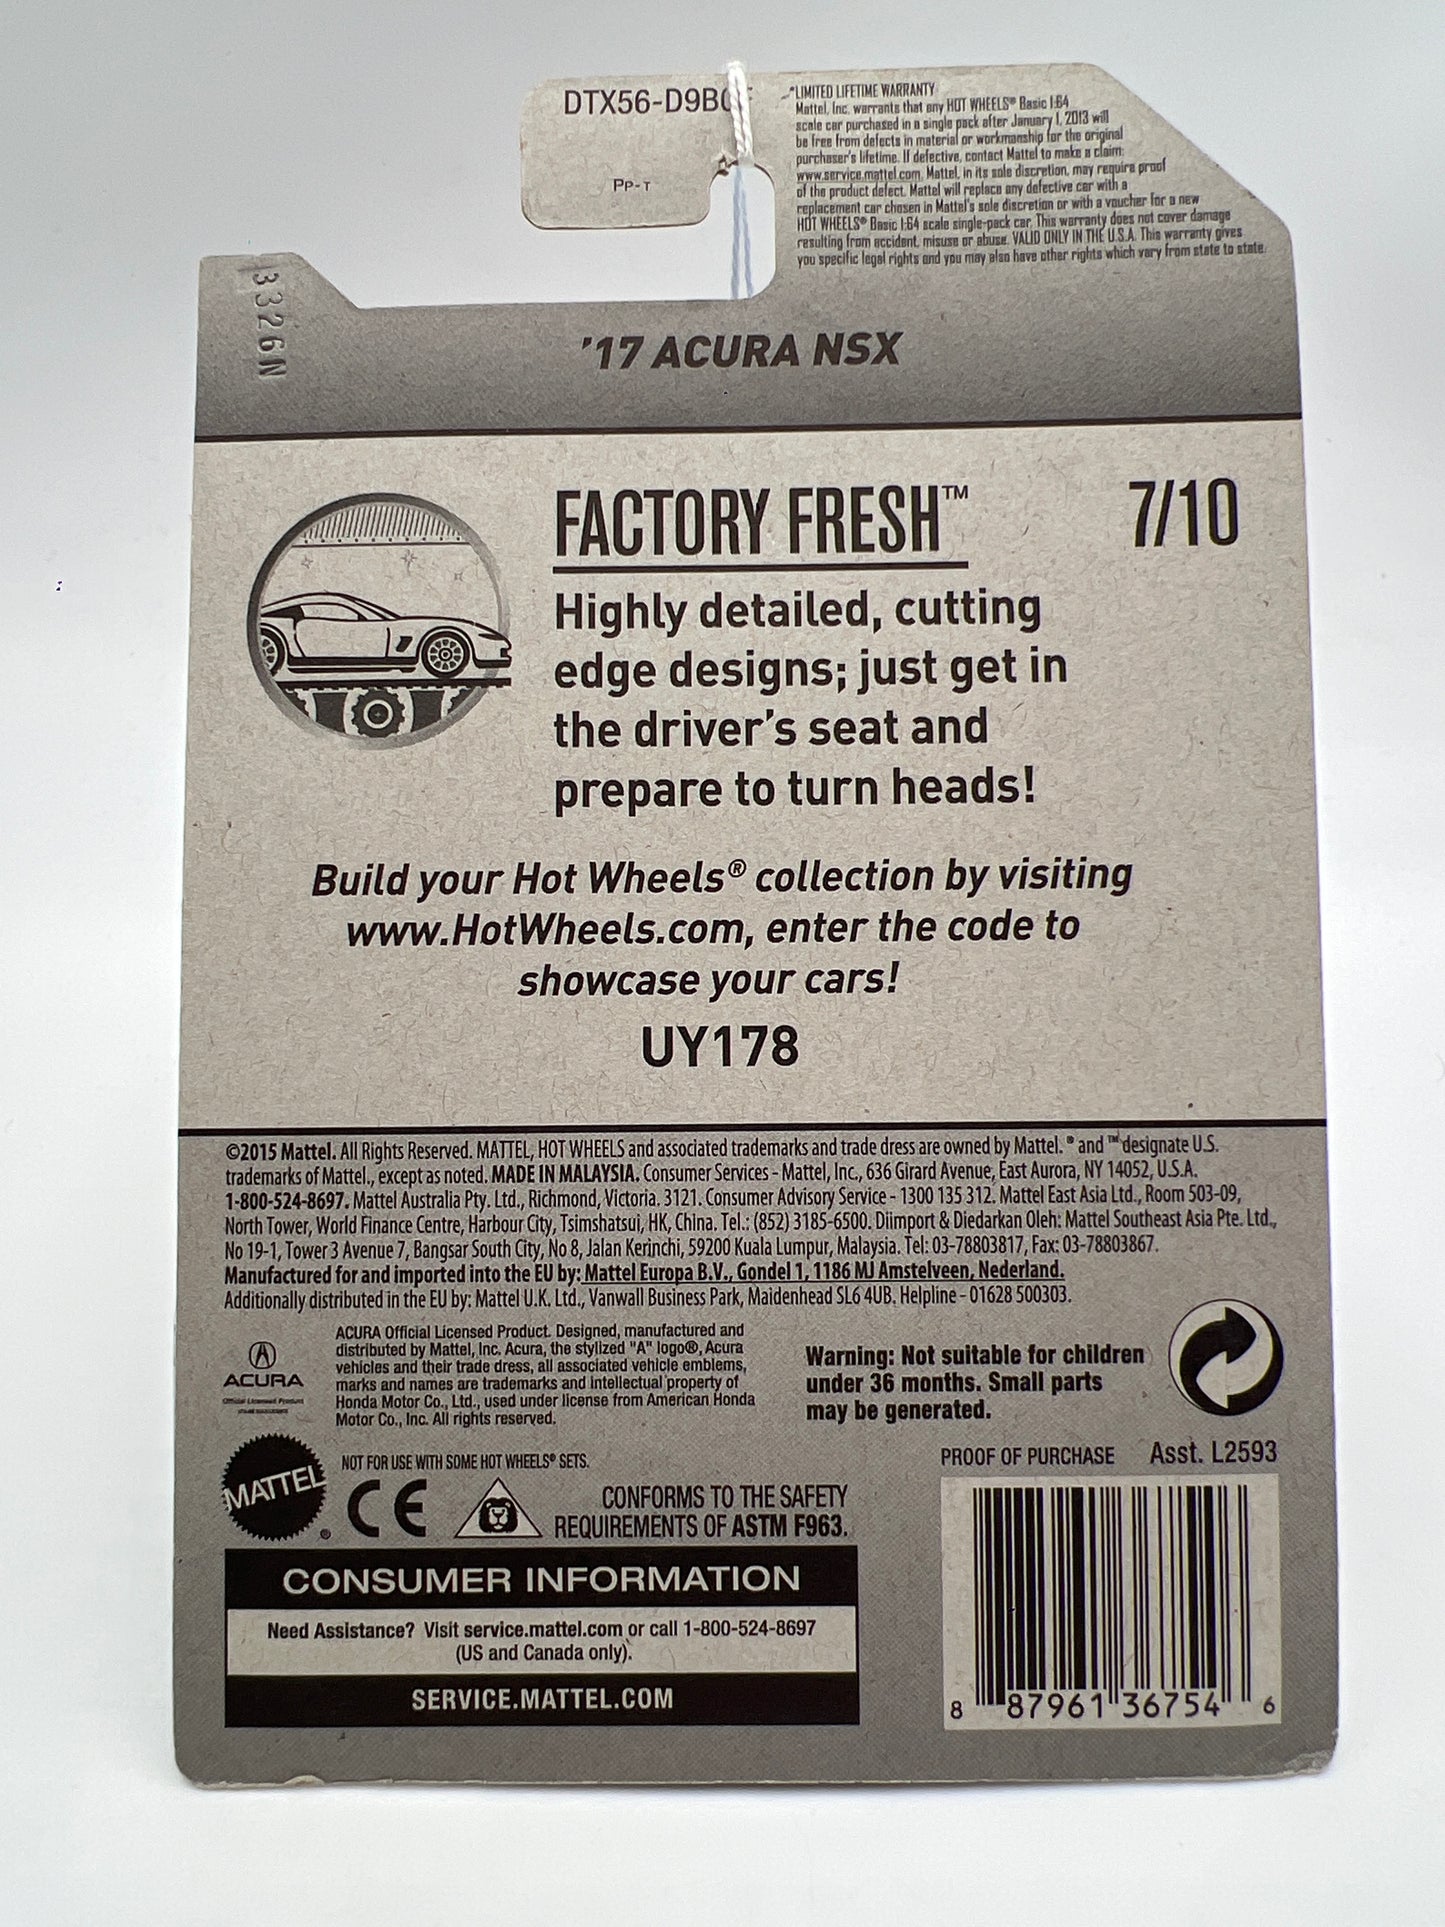 DTX56-D9B
PP-T
*LIMITED LIFETIME WARRANTY
Mattel, Inc. warrants that any HOT WHEELS® Basic 1:64
scale car purchased in a single pack after January 1, 2013 will
be free from defects in material or workmanship for the original
purchaser's lifetime. If defective, contact Mattel to make a claim:
www.service.mattel.com. Mattel, in its sole discretion, may require proof
of the product defect. Mattel will replace any defective car with a
replacement car chosen in Mattel's sole discretion or with a voucher for a new
HOT WHEELS® Basic 1:64 scale single-pack car. This warranty does not cover damage
resulting from accident, misuse or abuse. VALID ONLY IN THE U.S.A. This warranty gives
you specific legal rights and you may also have other rights which vary from state to state.
3326N
'17 ACURA NSX
FACTORY FRESH™
7/10
Highly detailed, cutting
edge designs; just get in
the driver's seat and
prepare to turn heads!
Build your Hot Wheels® collection by visiting
www.HotWheels.com, enter the code to
showcase your cars!
UY178
©2015 Mattel. All Rights Reserved. MATTEL, HOT WHEELS and associated trademarks and trade dress are owned by Mattel. ® and ™ designate U.S.
trademarks of Mattel, except as noted. MADE IN MALAYSIA. Consumer Services - Mattel, Inc., 636 Girard Avenue, East Aurora, NY 14052, U.S.A.
1-800-524-8697. Mattel Australia Pty. Ltd., Richmond, Victoria. 3121. Consumer Advisory Service - 1300 135 312. Mattel East Asia Ltd., Room 503-09,
North Tower, World Finance Centre, Harbour City, Tsimshatsui, HK, China. Tel.: (852) 3185-6500. Diimport & Diedarkan Oleh: Mattel Southeast Asia Pte. Ltd.,
No 19-1, Tower 3 Avenue 7, Bangsar South City, No 8, Jalan Kerinchi, 59200 Kuala Lumpur, Malaysia. Tel: 03-78803817, Fax: 03-78803867.
Manufactured for and imported into the EU by: Mattel Europa B.V., Gondel 1, 1186 MJ Amstelveen, Nederland.
Additionally distributed in the EU by: Mattel U.K. Ltd., Vanwall Business Park, Maidenhead SL6 4UB. Helpline - 01628 500303.
ACURA
Official Licensed Product
ACURA Official Licensed Product. Designed, manufactured and
distributed by Mattel, Inc. Acura, the stylized "A" logo®, Acura
vehicles and their trade dress, all associated vehicle emblems,
marks and names are trademarks and intellectual property of
Honda Motor Co., Ltd., used under license from American Honda
Motor Co., Inc. All rights reserved.
Warning: Not suitable for children
under 36 months. Small parts
may be generated.
MATTEL®
NOT FOR USE WITH SOME HOT WHEELS® SETS.
CE
CONFORMS TO THE SAFETY
REQUIREMENTS OF ASTM F963.
PROOF OF PURCHASE Asst. L2593
CONSUMER INFORMATION
Need Assistance? Visit service.mattel.com or call 1-800-524-8697
(US and Canada only).
SERVICE.MATTEL.COM
8 87961 36754 6